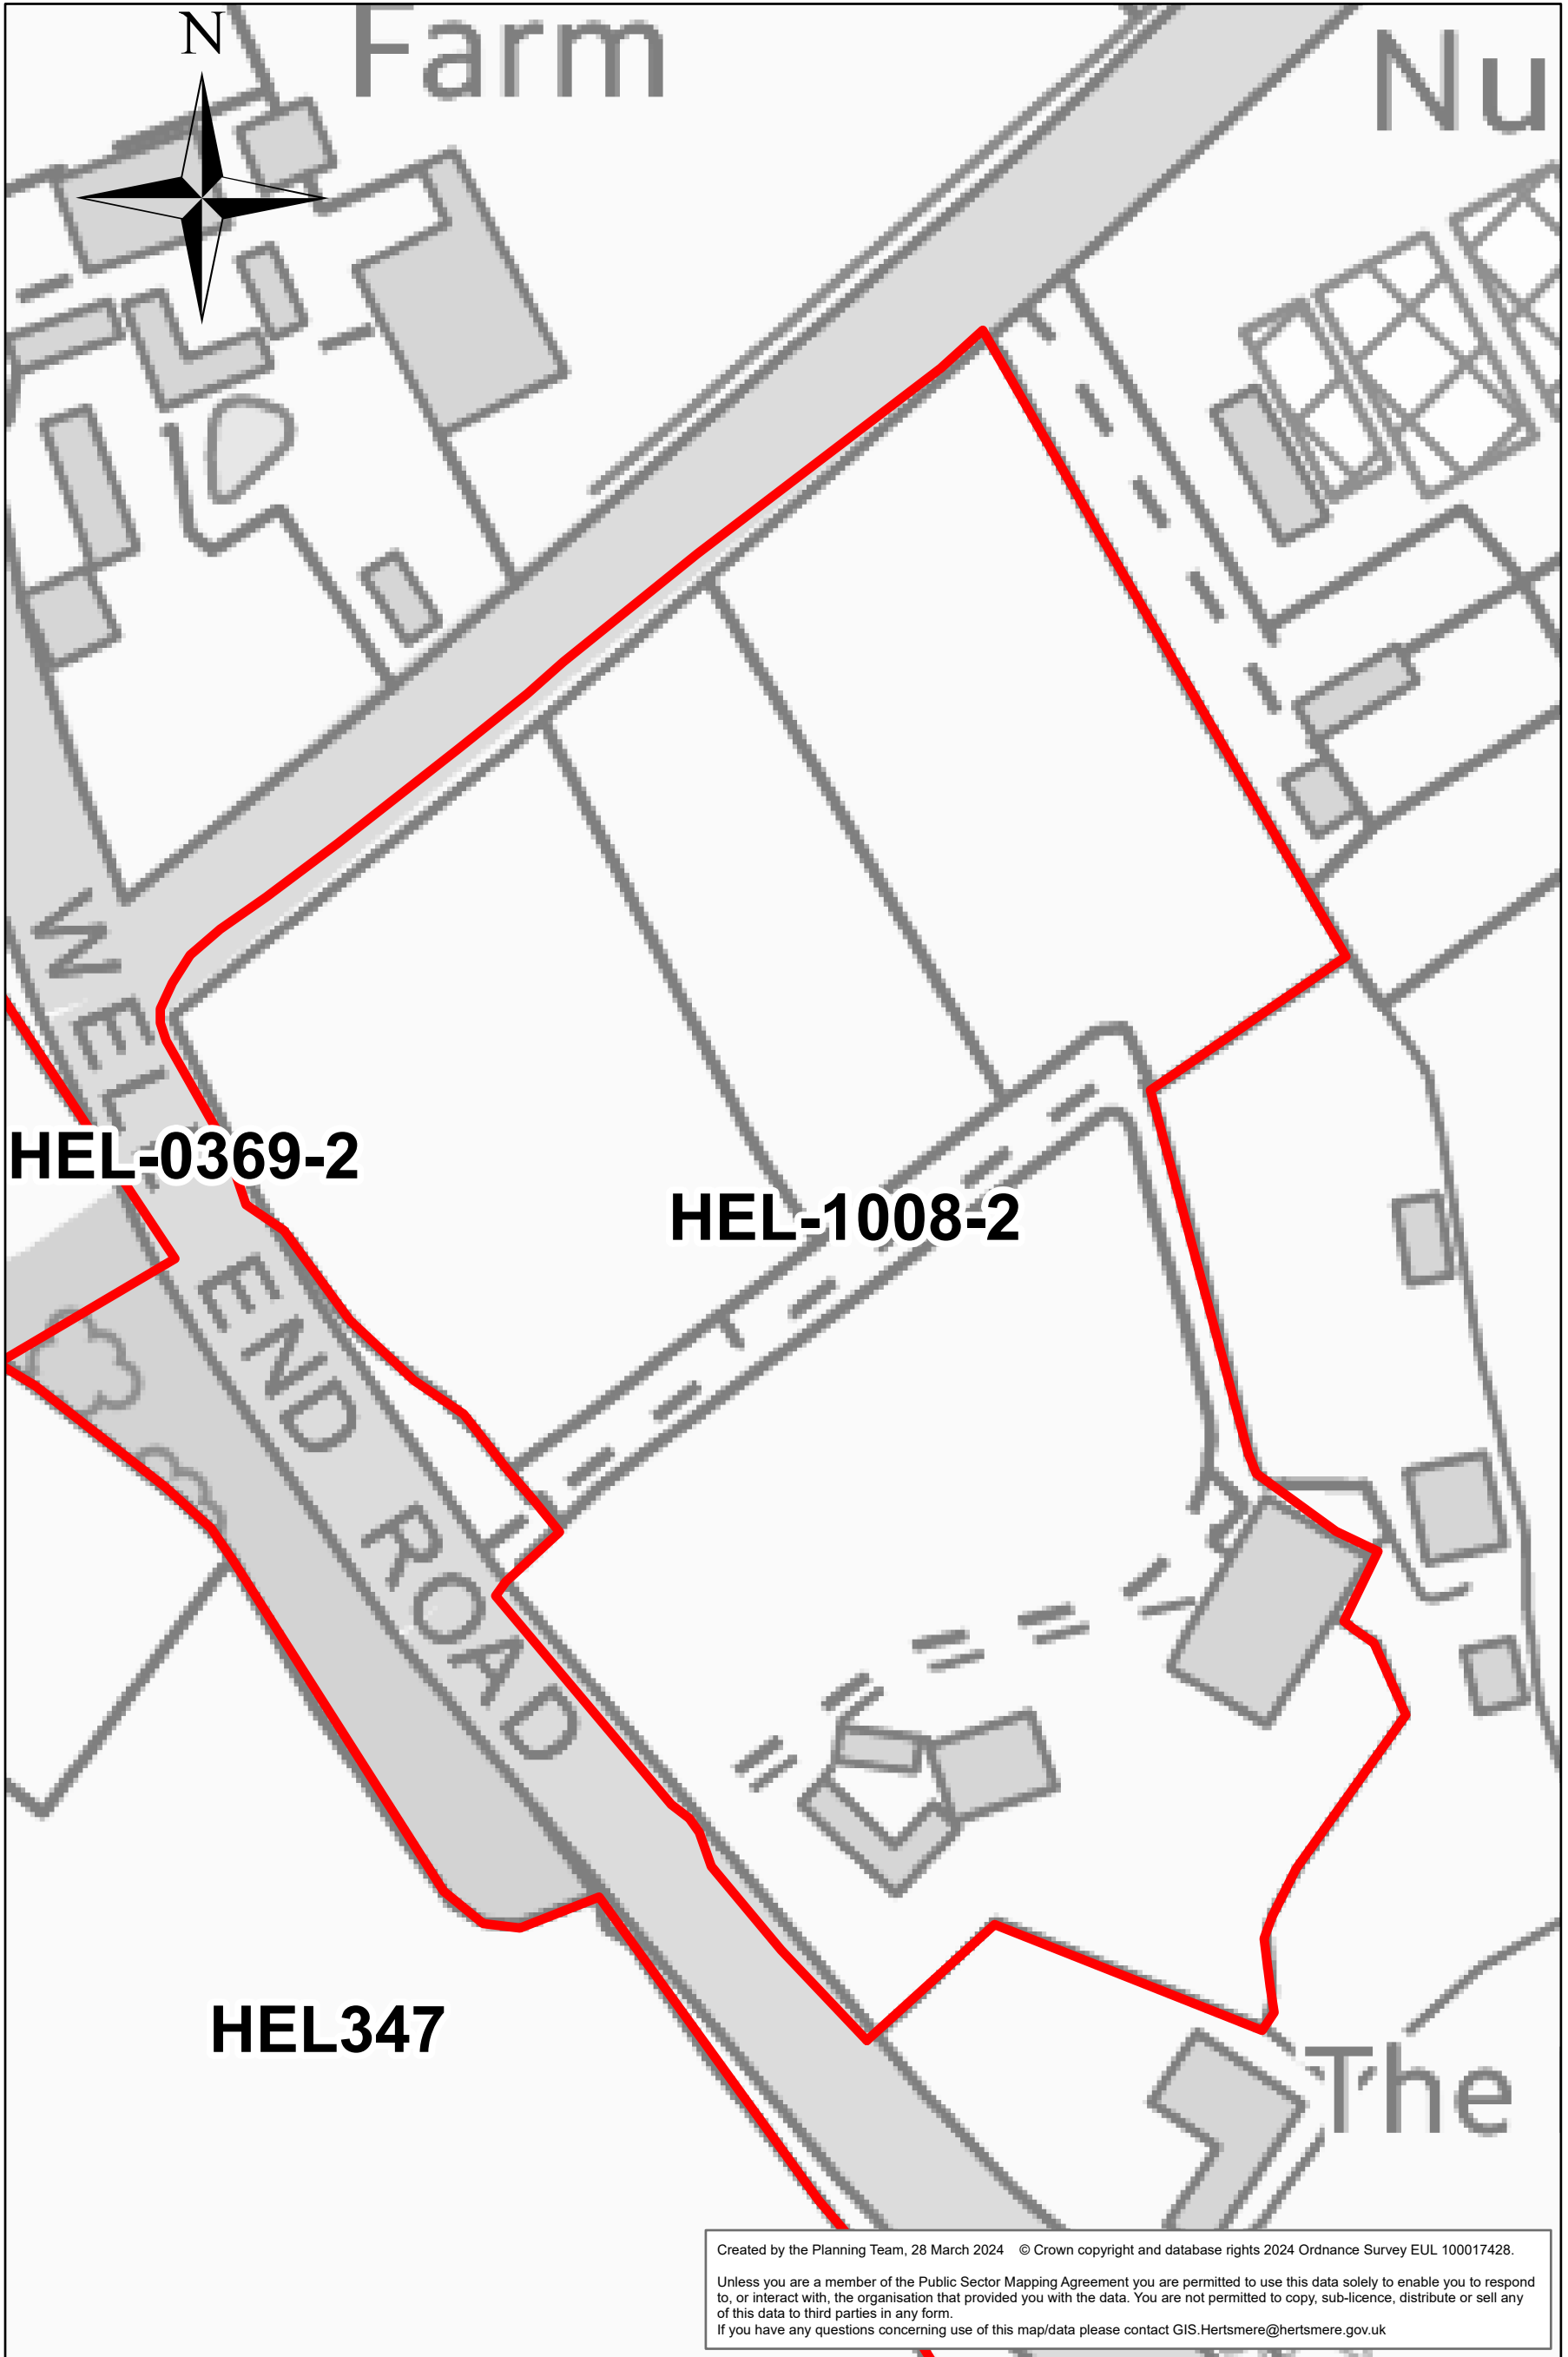 N
Farm
Nu
WELL END ROAD
HEL-0369-2
HEL-1008-2
HEL347
The
Created by the Planning Team, 28 March 2024 © Crown copyright and database rights 2024 Ordnance Survey EUL 100017428.
Unless you are a member of the Public Sector Mapping Agreement you are permitted to use this data solely to enable you to respond
to, or interact with, the organisation that provided you with the data. You are not permitted to copy, sub-licence, distribute or sell any
of this data to third parties in any form.
If you have any questions concerning use of this map/data please contact GIS.Hertsmere@hertsmere.gov.uk